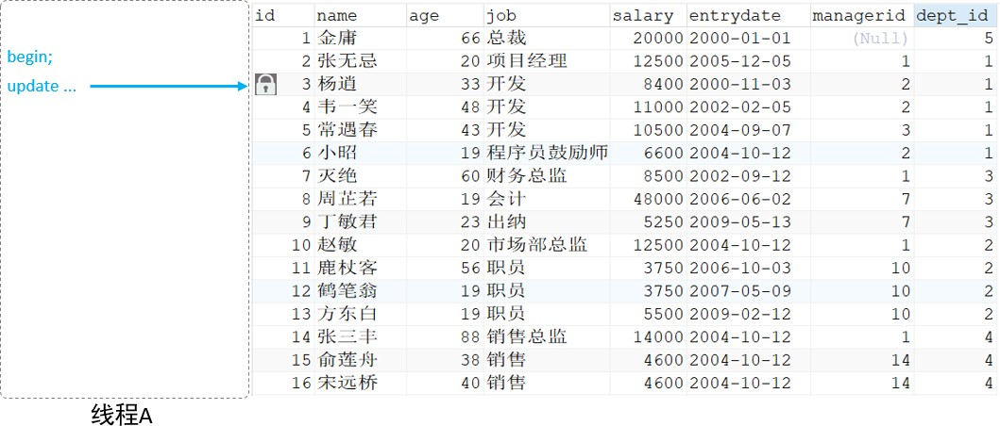 id name age job salary entrydate managerid dept_id
1 金庸 66 总裁 20000 2000-01-01 (Null) 5
begin; 2 张无忌 20 项目经理 12500 2005-12-05 1 1
update ... 3 杨逍 33 开发 8400 2000-11-03 2 1
4 韦一笑 48 开发 11000 2002-02-05 2 1
5 常遇春 43 开发 10500 2004-09-07 3 1
6 小昭 19 程序员鼓励师 6600 2004-10-12 2 1
7 灭绝 60 财务总监 8500 2002-09-12 1 3
8 周芷若 19 会计 48000 2006-06-02 7 3
9 丁敏君 23 出纳 5250 2009-05-13 7 3
10 赵敏 20 市场部总监 12500 2004-10-12 1 2
11 鹿杖客 56 职员 3750 2006-10-03 10 2
12 鹤笔翁 19 职员 3750 2007-05-09 10 2
13 方东白 19 职员 5500 2009-02-12 10 2
14 张三丰 88 销售总监 14000 2004-10-12 1 4
15 俞莲舟 38 销售 4600 2004-10-12 14 4
16 宋远桥 40 销售 4600 2004-10-12 14 4
线程A